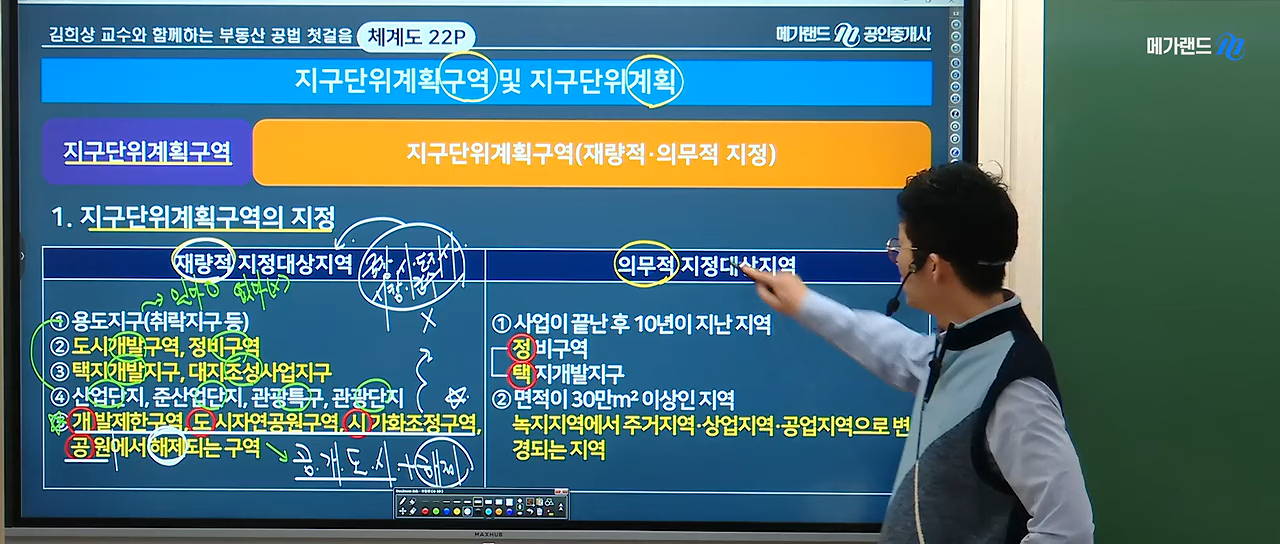 김희상 교수와 함께하는 부동산 공법 첫걸음 체계도 22P
메가랜드 공인중개사
메가랜드
지구단위계획구역 및 지구단위계획
지구단위계획구역
지구단위계획구역(재량적·의무적 지정)
1. 지구단위계획구역의 지정
재량적 지정대상지역
의무적 지정대상지역
① 용도지구(취락지구 등)
② 도시개발구역, 정비구역
③ 택지개발지구, 대지조성사업지구
④ 산업단지, 준산업단지, 관광특구, 관광단지
개발제한구역, 도시자연공원구역, 시가화조정구역,
공원에서 해제되는 구역
공·개·도·시+해제
① 사업이 끝난 후 10년이 지난 지역
정비구역
택지개발지구
② 면적이 30만m² 이상인 지역
녹지지역에서 주거지역·상업지역·공업지역으로 변
경되는 지역
MAXHUB